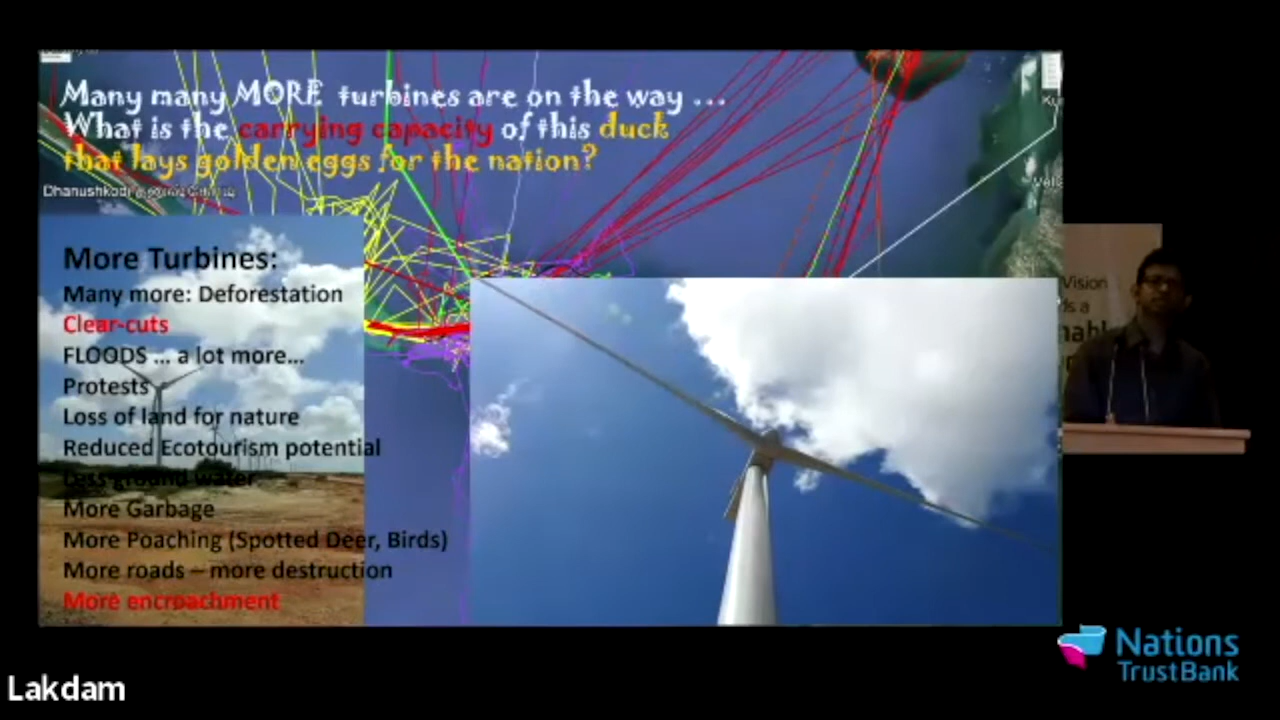 Many many MORE turbines are on the way ...
What is the carrying capacity of this duck
that lays golden eggs for the nation?
Dhanushkodi
More Turbines:
Many more: Deforestation
Clear-cuts
FLOODS ... a lot more...
Protests
Loss of land for nature
Reduced Ecotourism potential
Less ground water
More Garbage
More Poaching (Spotted Deer, Birds)
More roads – more destruction
More encroachment
Vision
Nations
TrustBank
Lakdam